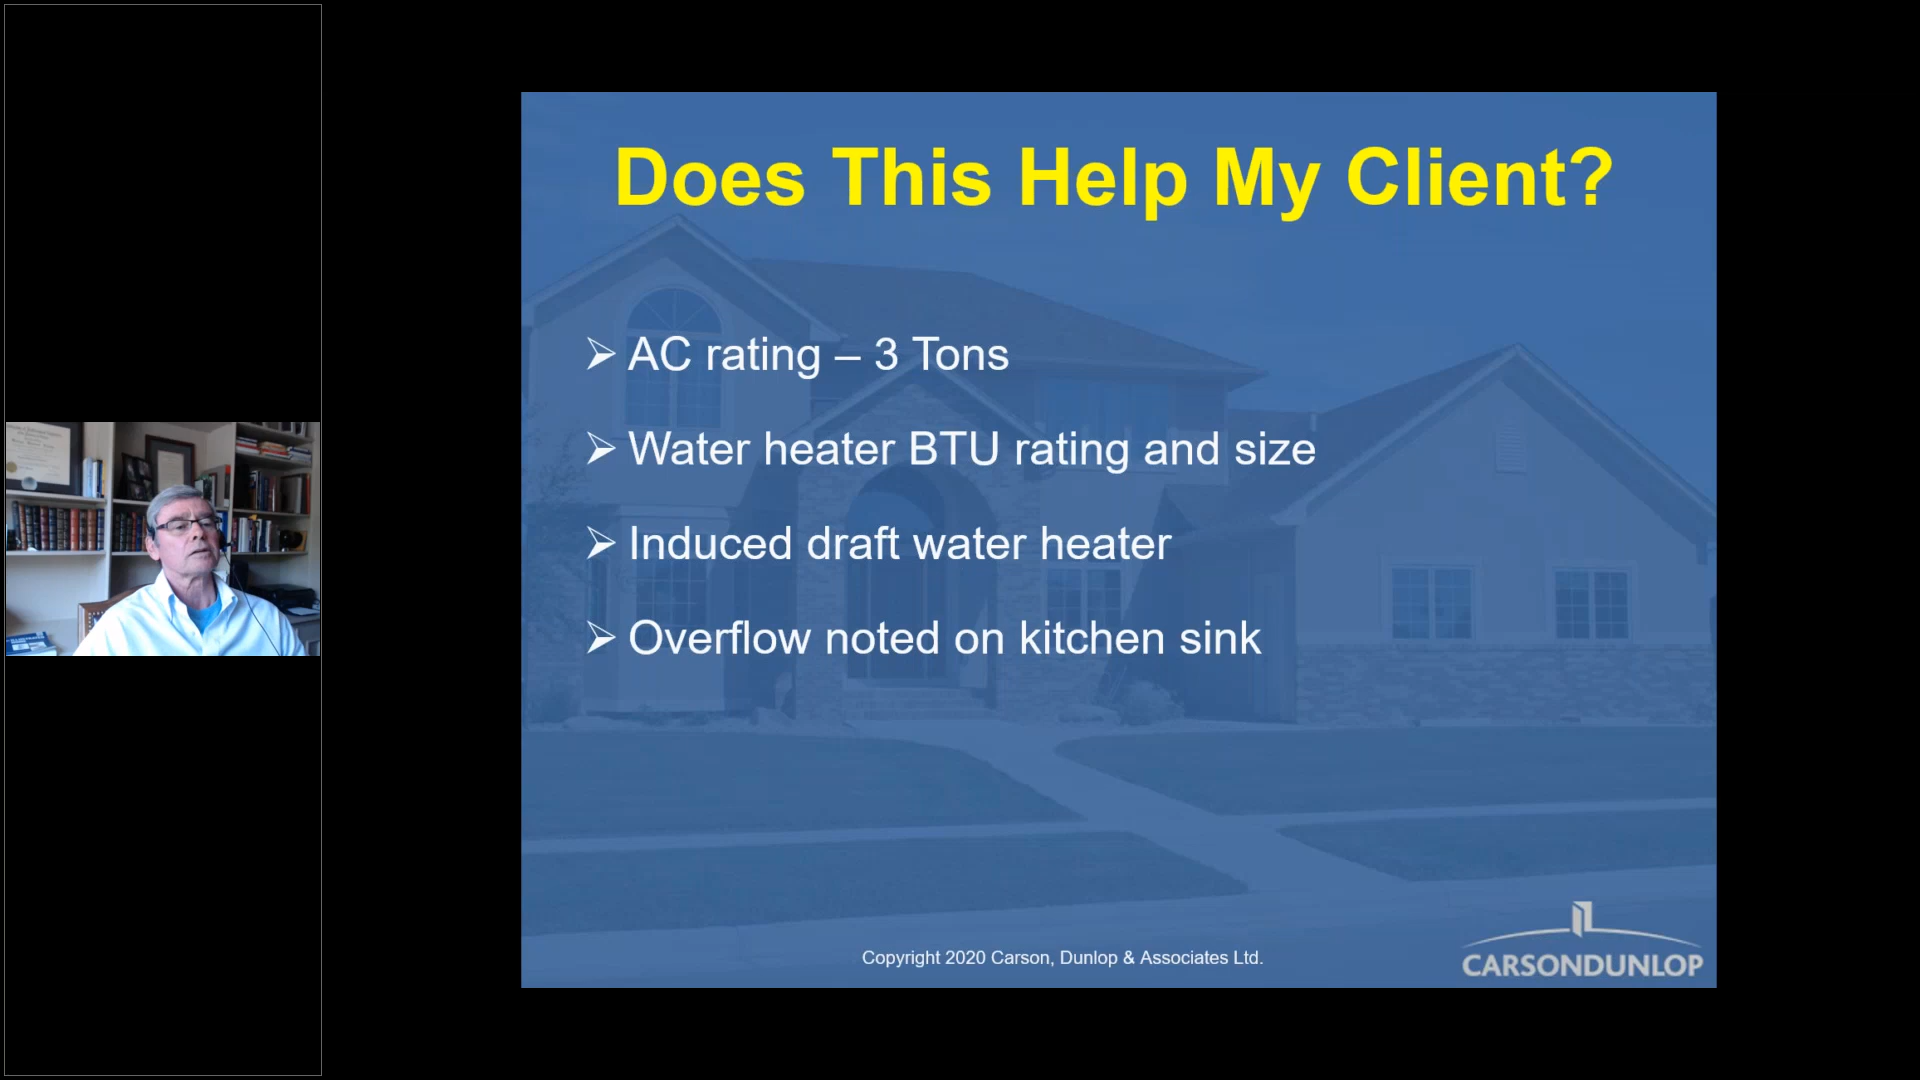 Does This Help My Client?
➢ AC rating – 3 Tons
➢ Water heater BTU rating and size
➢ Induced draft water heater
➢ Overflow noted on kitchen sink
Copyright 2020 Carson, Dunlop & Associates Ltd.
CARSONDUNLOP